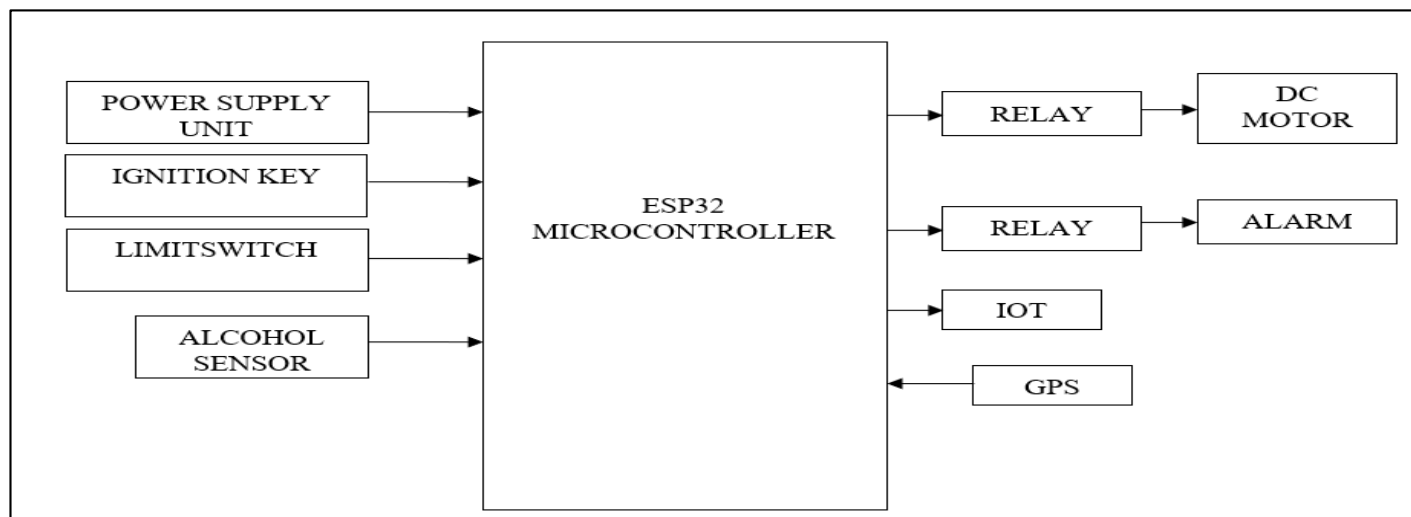 POWER SUPPLY
UNIT
IGNITION KEY
LIMITSWITCH
ALCOHOL
SENSOR
ESP32
MICROCONTROLLER
RELAY
DC
MOTOR
RELAY
ALARM
IOT
GPS